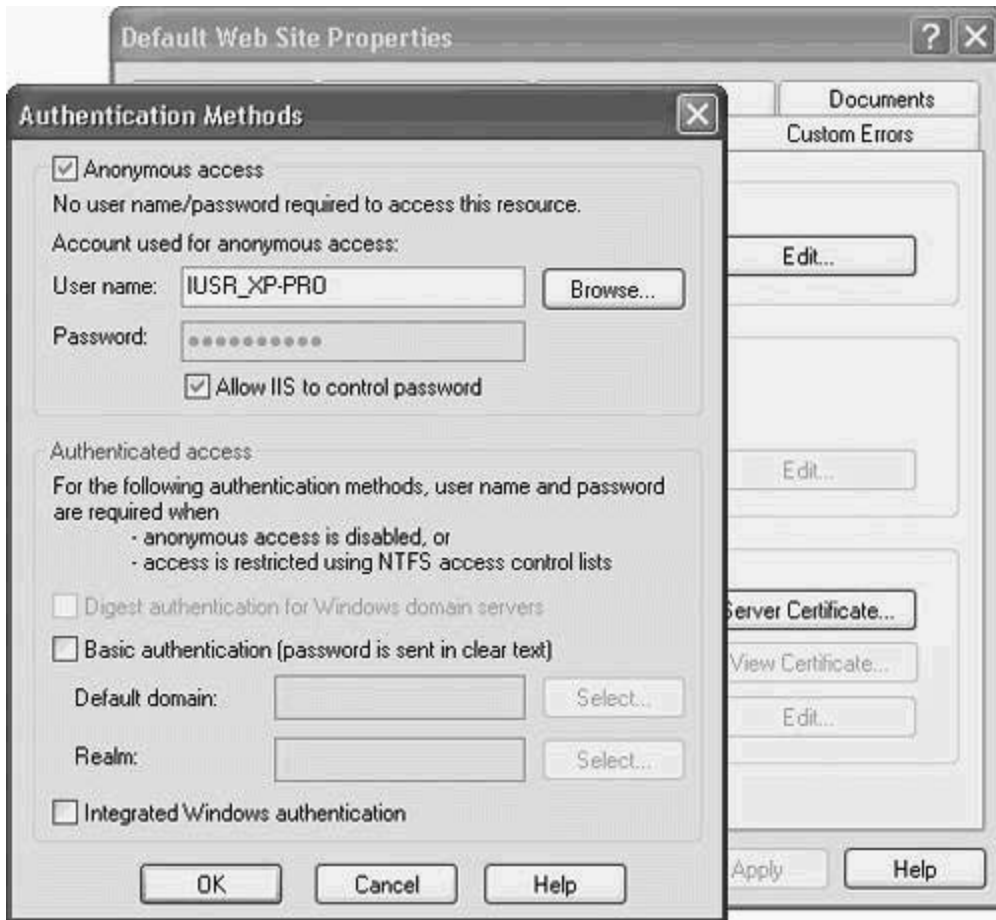 Default Web Site Properties
Documents
Custom Errors
Authentication Methods
Anonymous access
No user name/password required to access this resource.
Account used for anonymous access:
User name: IUSR_XP-PRO Browse...
Password:
Allow IIS to control password
Authenticated access
For the following authentication methods, user name and password
are required when
- anonymous access is disabled, or
- access is restricted using NTFS access control lists
Digest authentication for Windows domain servers
Basic authentication (password is sent in clear text)
Default domain: Select...
Realm: Select...
Integrated Windows authentication
OK Cancel Help
Edit...
Edit...
Server Certificate...
View Certificate...
Edit...
Apply Help